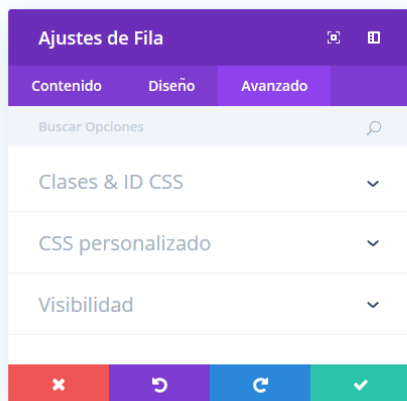 Ajustes de Fila
Contenido Diseño Avanzado
Buscar Opciones
Clases & ID CSS
CSS personalizado
Visibilidad